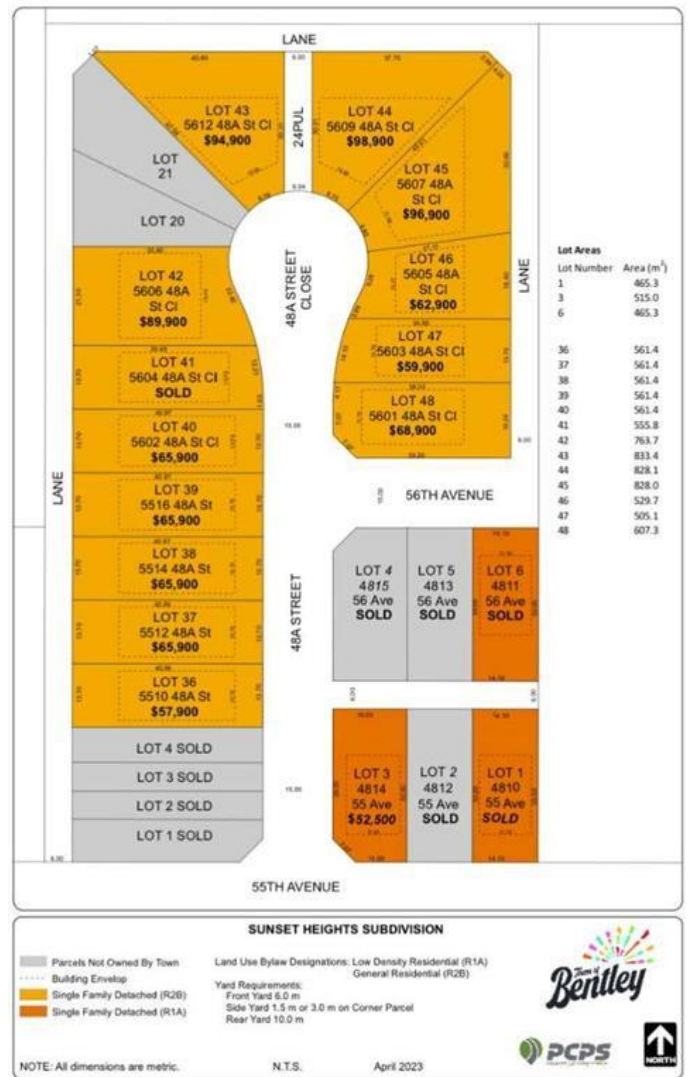 LANE
24PUL
LOT 43
5612 48A St Cl
$94,900
LOT 44
5609 48A St Cl
$98,900
LOT
21
LOT 20
LOT 45
5607 48A
St Cl
$96,900
LOT 46
5605 48A
St Cl
$62,900
LOT 42
5606 48A
St Cl
$89,900
48A STREET
CLOSE
LANE
LOT 47
5603 48A St Cl
$59,900
LOT 41
5604 48A St Cl
SOLD
LOT 48
5601 48A St Cl
$68,900
LOT 40
5602 48A St Cl
$65,900
LANE
LOT 39
5516 48A St
$65,900
56TH AVENUE
LOT 38
5514 48A St
$65,900
48A STREET
LOT 4
4815
56 Ave
SOLD
LOT 5
4813
56 Ave
SOLD
LOT 6
4811
56 Ave
SOLD
LOT 37
5512 48A St
$65,900
LOT 36
5510 48A St
$57,900
LOT 4 SOLD
LOT 3 SOLD
LOT 2 SOLD
LOT 1 SOLD
LOT 3
4814
55 Ave
$52,500
LOT 2
4812
55 Ave
SOLD
LOT 1
4810
55 Ave
SOLD
55TH AVENUE
Lot Areas
Lot Number Area (m²)
1 465.3
3 515.0
6 465.3
36 561.4
37 561.4
38 561.4
39 561.4
40 561.4
41 555.8
42 763.7
43 833.4
44 828.1
45 828.0
46 529.7
47 505.1
48 607.3
SUNSET HEIGHTS SUBDIVISION
Parcels Not Owned By Town
Building Envelop
Single Family Detached (R2B)
Single Family Detached (R1A)
Land Use Bylaw Designations: Low Density Residential (R1A)
General Residential (R2B)
Yard Requirements:
Front Yard 6.0 m
Side Yard 1.5 m or 3.0 m on Corner Parcel
Rear Yard 10.0 m
Town of
Bentley
PCPS
NORTH
NOTE: All dimensions are metric.
N.T.S.
April 2023